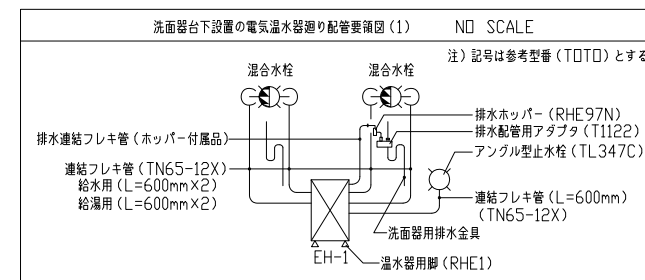 洗面器台下設置の電気温水器廻り配管要領図(1) NO SCALE
注)記号は参考型番(TOTO)とする
混合水栓
混合水栓
排水ホッパー(RHE97N)
排水配管用アダプタ(T1122)
排水連結フレキ管(ホッパー付属品)
アングル型止水栓(TL347C)
連結フレキ管(TN65-12X)
給水用(L=600mm×2)
給湯用(L=600mm×2)
連結フレキ管(L=600mm)
(TN65-12X)
洗面器用排水金具
EH-1
温水器用脚(RHE1)